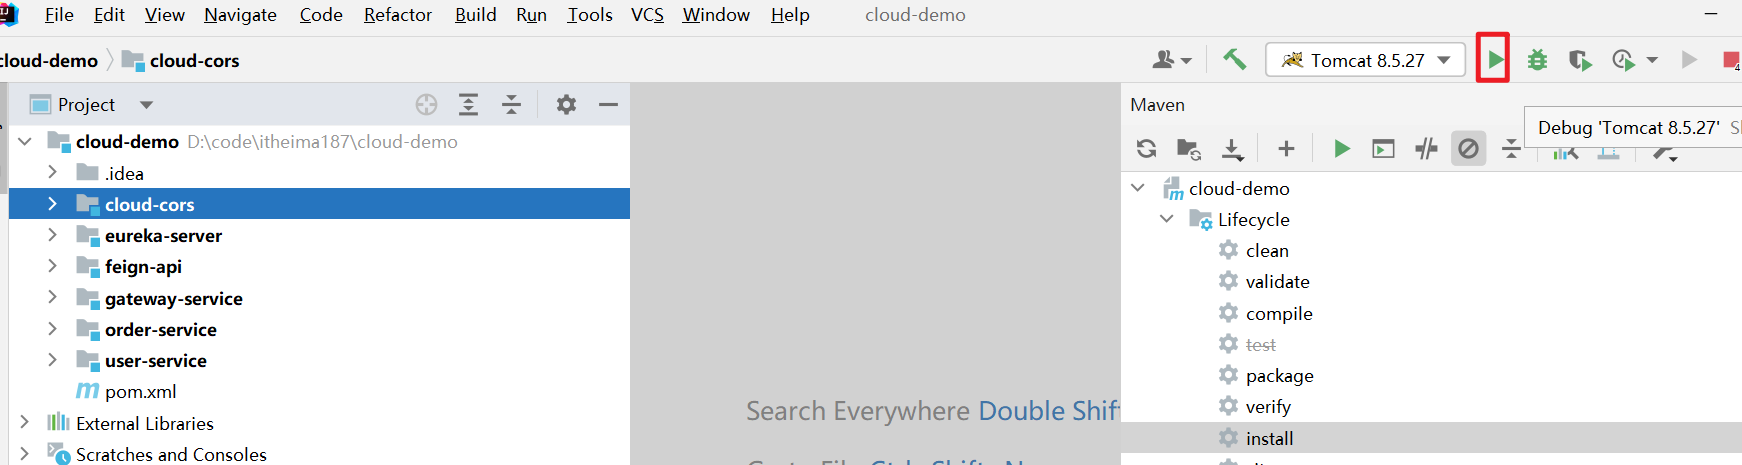 File Edit View Navigate Code Refactor Build Run Tools VCS Window Help cloud-demo
cloud-demo cloud-cors
Tomcat 8.5.27
4
Project
Maven
Debug 'Tomcat 8.5.27'
cloud-demo D:\code\itheima187\cloud-demo
.idea
cloud-cors
eureka-server
feign-api
gateway-service
order-service
user-service
pom.xml
External Libraries
Scratches and Consoles
Search Everywhere Double Shift
cloud-demo
Lifecycle
clean
validate
compile
test
package
verify
install